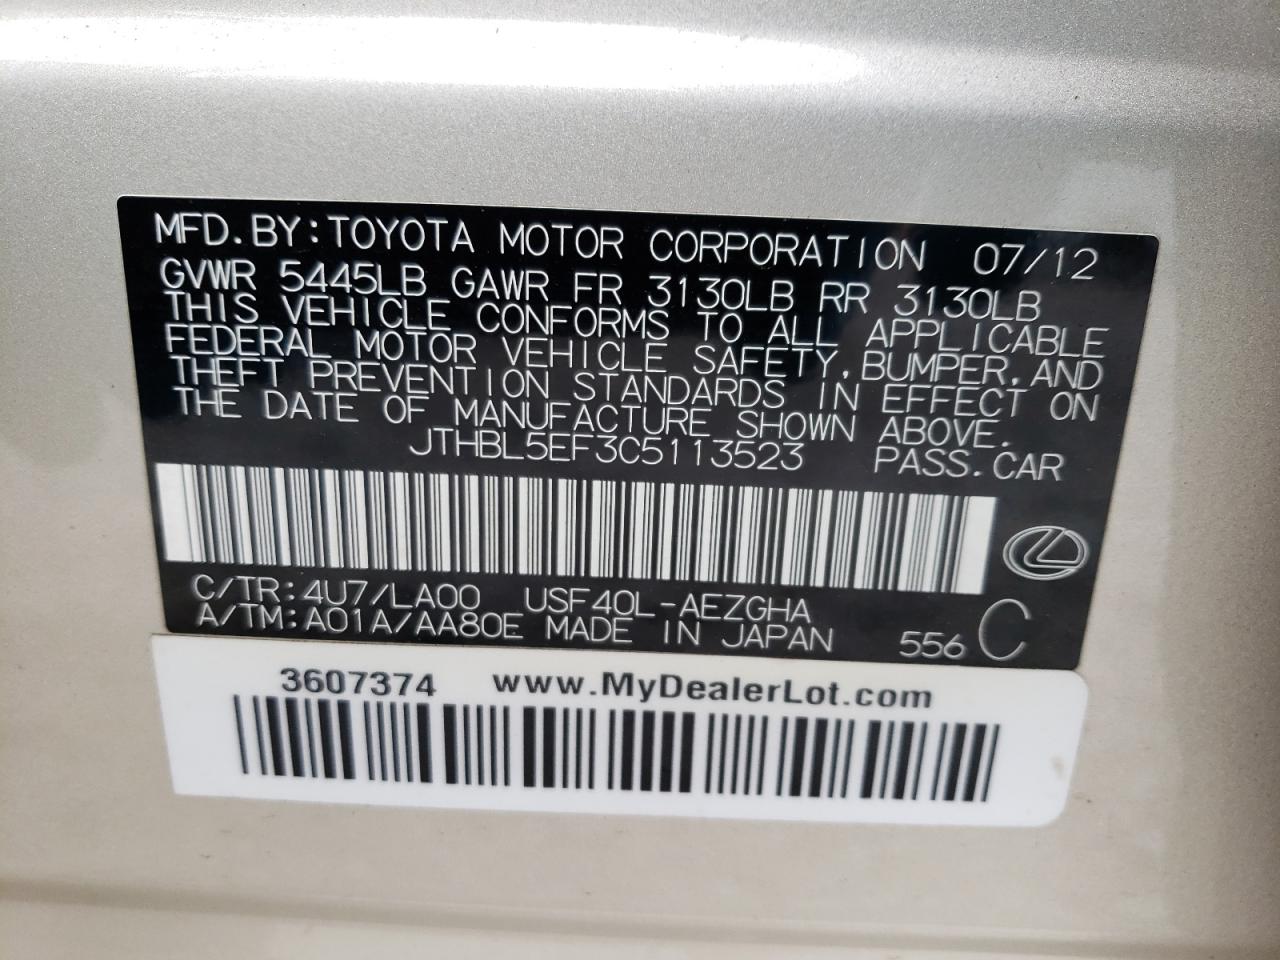 MFD.BY:TOYOTA MOTOR CORPORATION 07/12
GVWR 5445LB GAWR FR 3130LB RR 3130LB
THIS VEHICLE CONFORMS TO ALL APPLICABLE
FEDERAL MOTOR VEHICLE SAFETY,BUMPER,AND
THEFT PREVENTION STANDARDS IN EFFECT ON
THE DATE OF MANUFACTURE SHOWN ABOVE.
JTHBL5EF3C5113523 PASS.CAR
C/TR:4U7/LA00 USF40L-AEZGHA
A/TM:A01A/AA80E MADE IN JAPAN 556 C
3607374 www.MyDealerLot.com